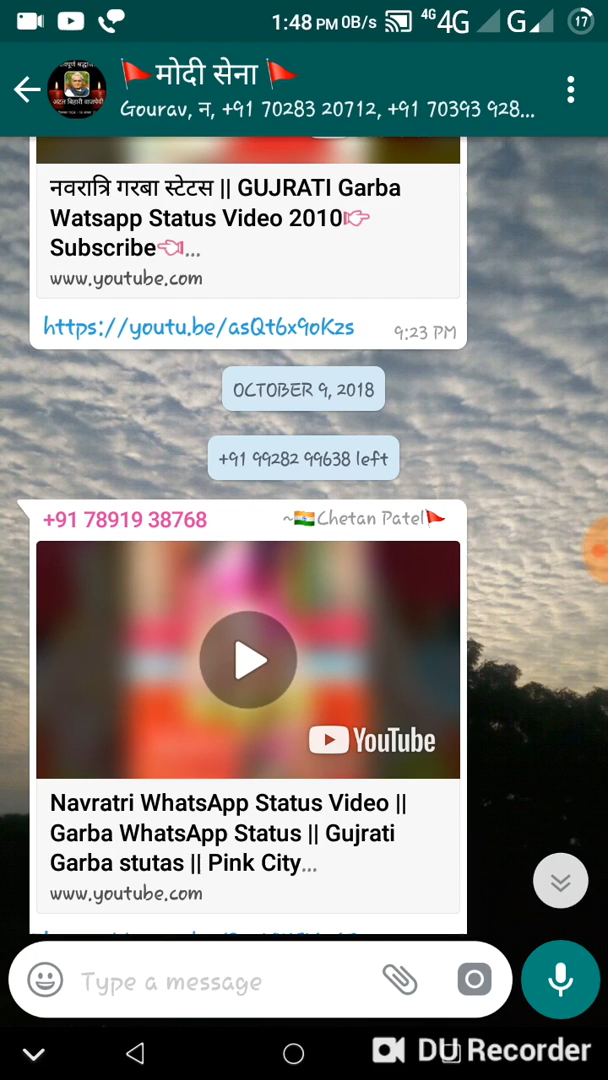 1:48 PM 0B/s 4G 4G G 17
🚩मोदी सेना 🚩
Gourav, न, +91 70283 20712, +91 70393 928...
नवरात्रि गरबा स्टेटस || GUJRATI Garba
Watsapp Status Video 2010👉
Subscribe👈...
www.youtube.com
https://youtu.be/asQt6x9oKzs 9:23 PM
OCTOBER 9, 2018
+91 99282 99638 left
+91 78919 38768 ~🇮🇳Chetan Patel🚩
YouTube
Navratri WhatsApp Status Video ||
Garba WhatsApp Status || Gujrati
Garba stutas || Pink City...
www.youtube.com
Type a message
DU Recorder